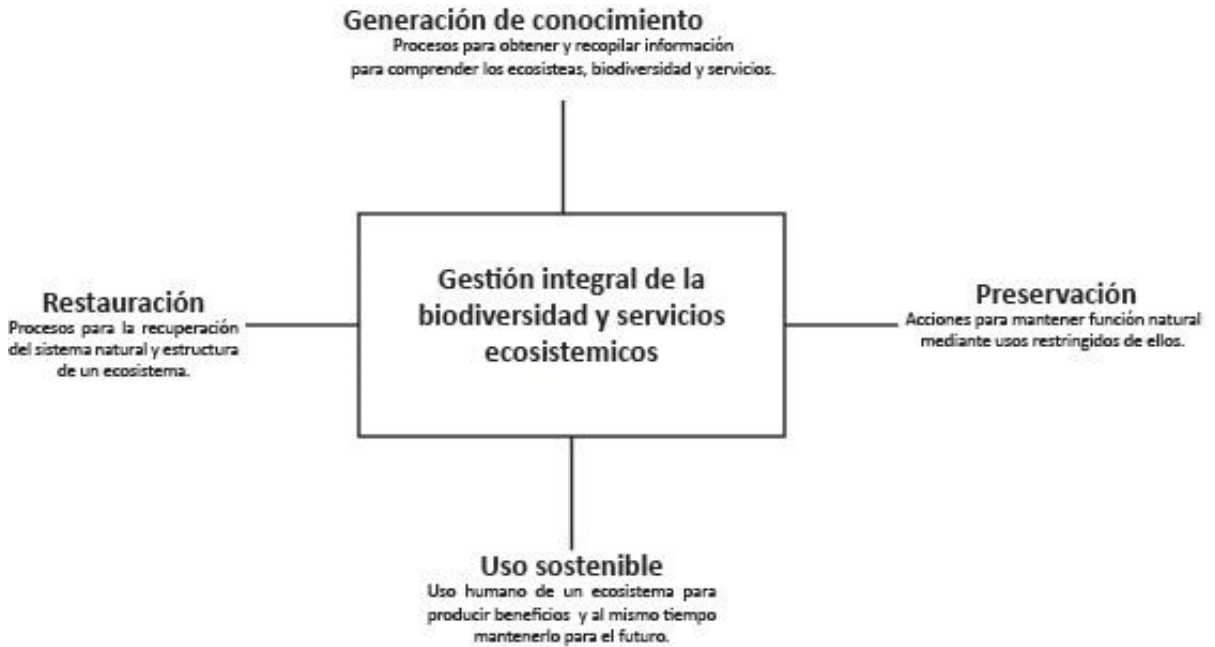 Generación de conocimiento
Procesos para obtener y recopilar información
para comprender los ecosisteas, biodiversidad y servicios.
Gestión integral de la
biodiversidad y servicios
ecosistemicos
Restauración
Procesos para la recuperación
del sistema natural y estructura
de un ecosistema.
Preservación
Acciones para mantener función natural
mediante usos restringidos de ellos.
Uso sostenible
Uso humano de un ecosistema para
producir beneficios y al mismo tiempo
mantenerlo para el futuro.